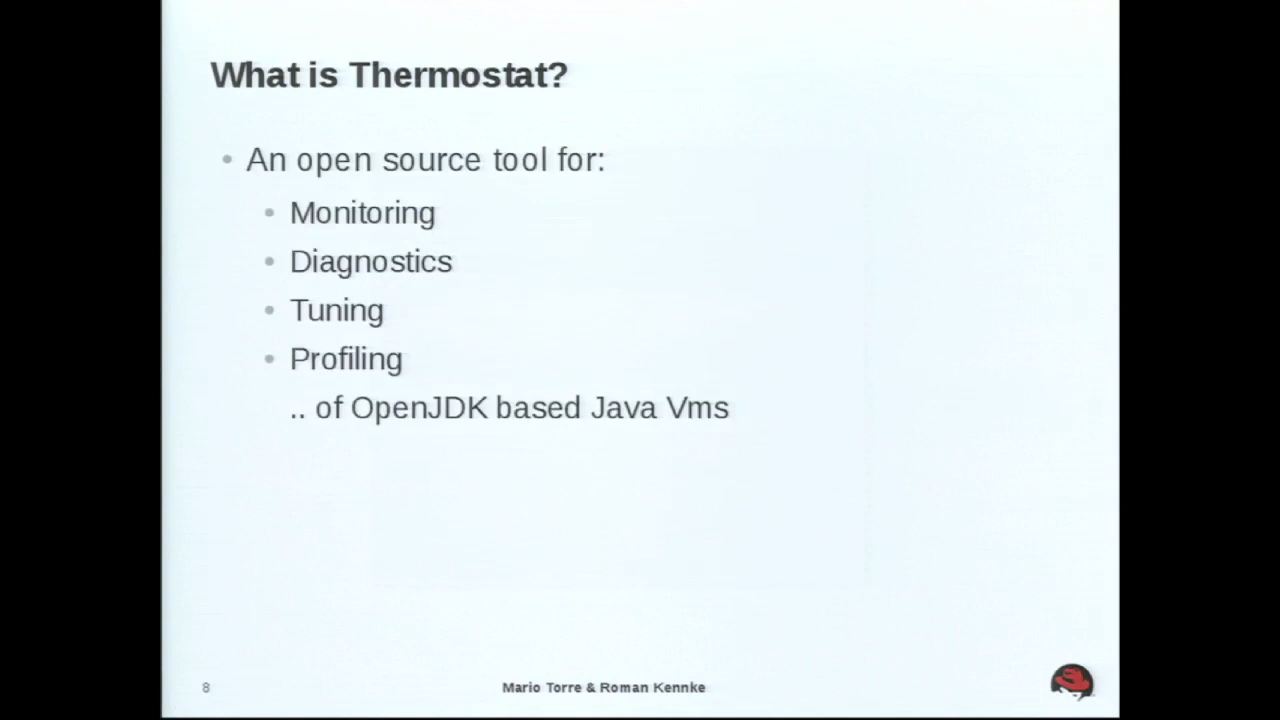 What is Thermostat?
• An open source tool for:
• Monitoring
• Diagnostics
• Tuning
• Profiling
.. of OpenJDK based Java Vms
8
Mario Torre & Roman Kennke